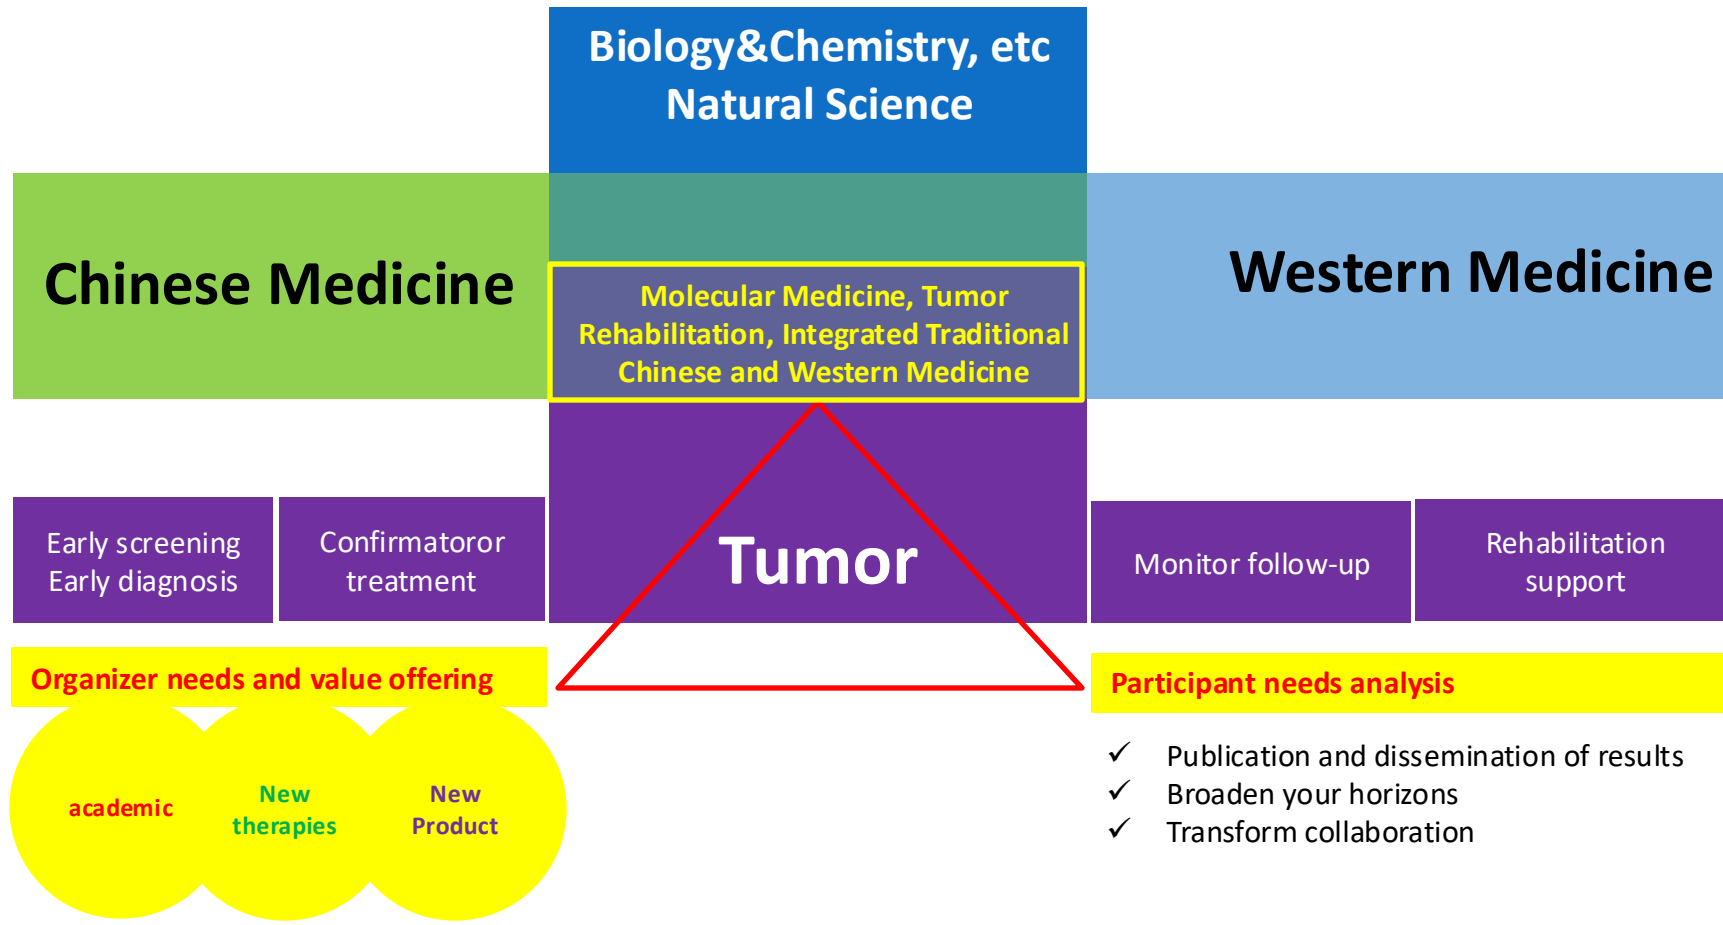 Biology&Chemistry, etc
Natural Science
Chinese Medicine
Western Medicine
Molecular Medicine, Tumor
Rehabilitation, Integrated Traditional
Chinese and Western Medicine
Early screening
Early diagnosis
Confirmatoror
treatment
Tumor
Monitor follow-up
Rehabilitation
support
Organizer needs and value offering
academic
New
therapies
New
Product
Participant needs analysis
✓ Publication and dissemination of results
✓ Broaden your horizons
✓ Transform collaboration